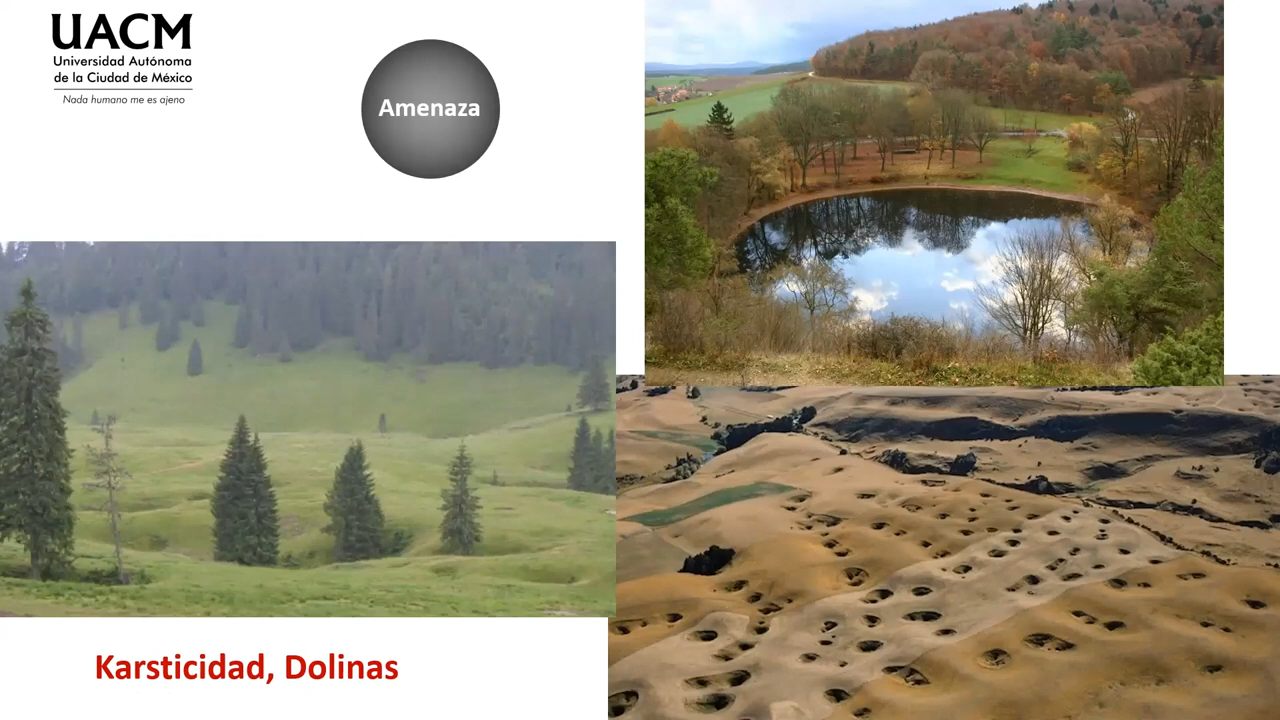 UACM
Universidad Autónoma
de la Ciudad de México
Nada humano me es ajeno
Amenaza
Karsticidad, Dolinas